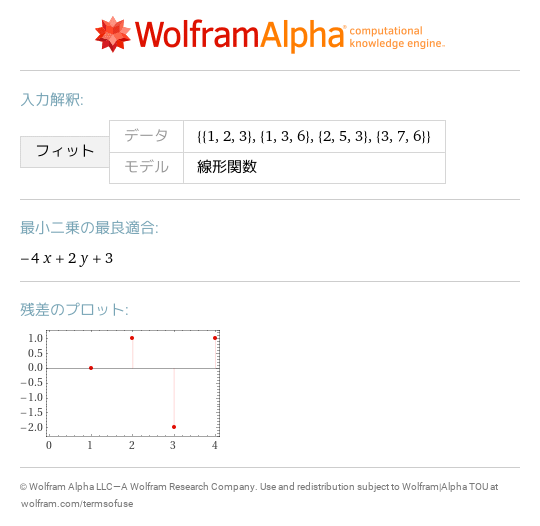 WolframAlpha computational knowledge engine.
入力解釈:
フィット
データ {{1, 2, 3}, {1, 3, 6}, {2, 5, 3}, {3, 7, 6}}
モデル 線形関数
最小二乗の最良適合:
−4 x + 2 y + 3
残差のプロット:
1.0
0.5
0.0
−0.5
−1.0
−1.5
−2.0
0 1 2 3 4
© Wolfram Alpha LLC—A Wolfram Research Company. Use and redistribution subject to Wolfram|Alpha TOU at
wolfram.com/termsofuse